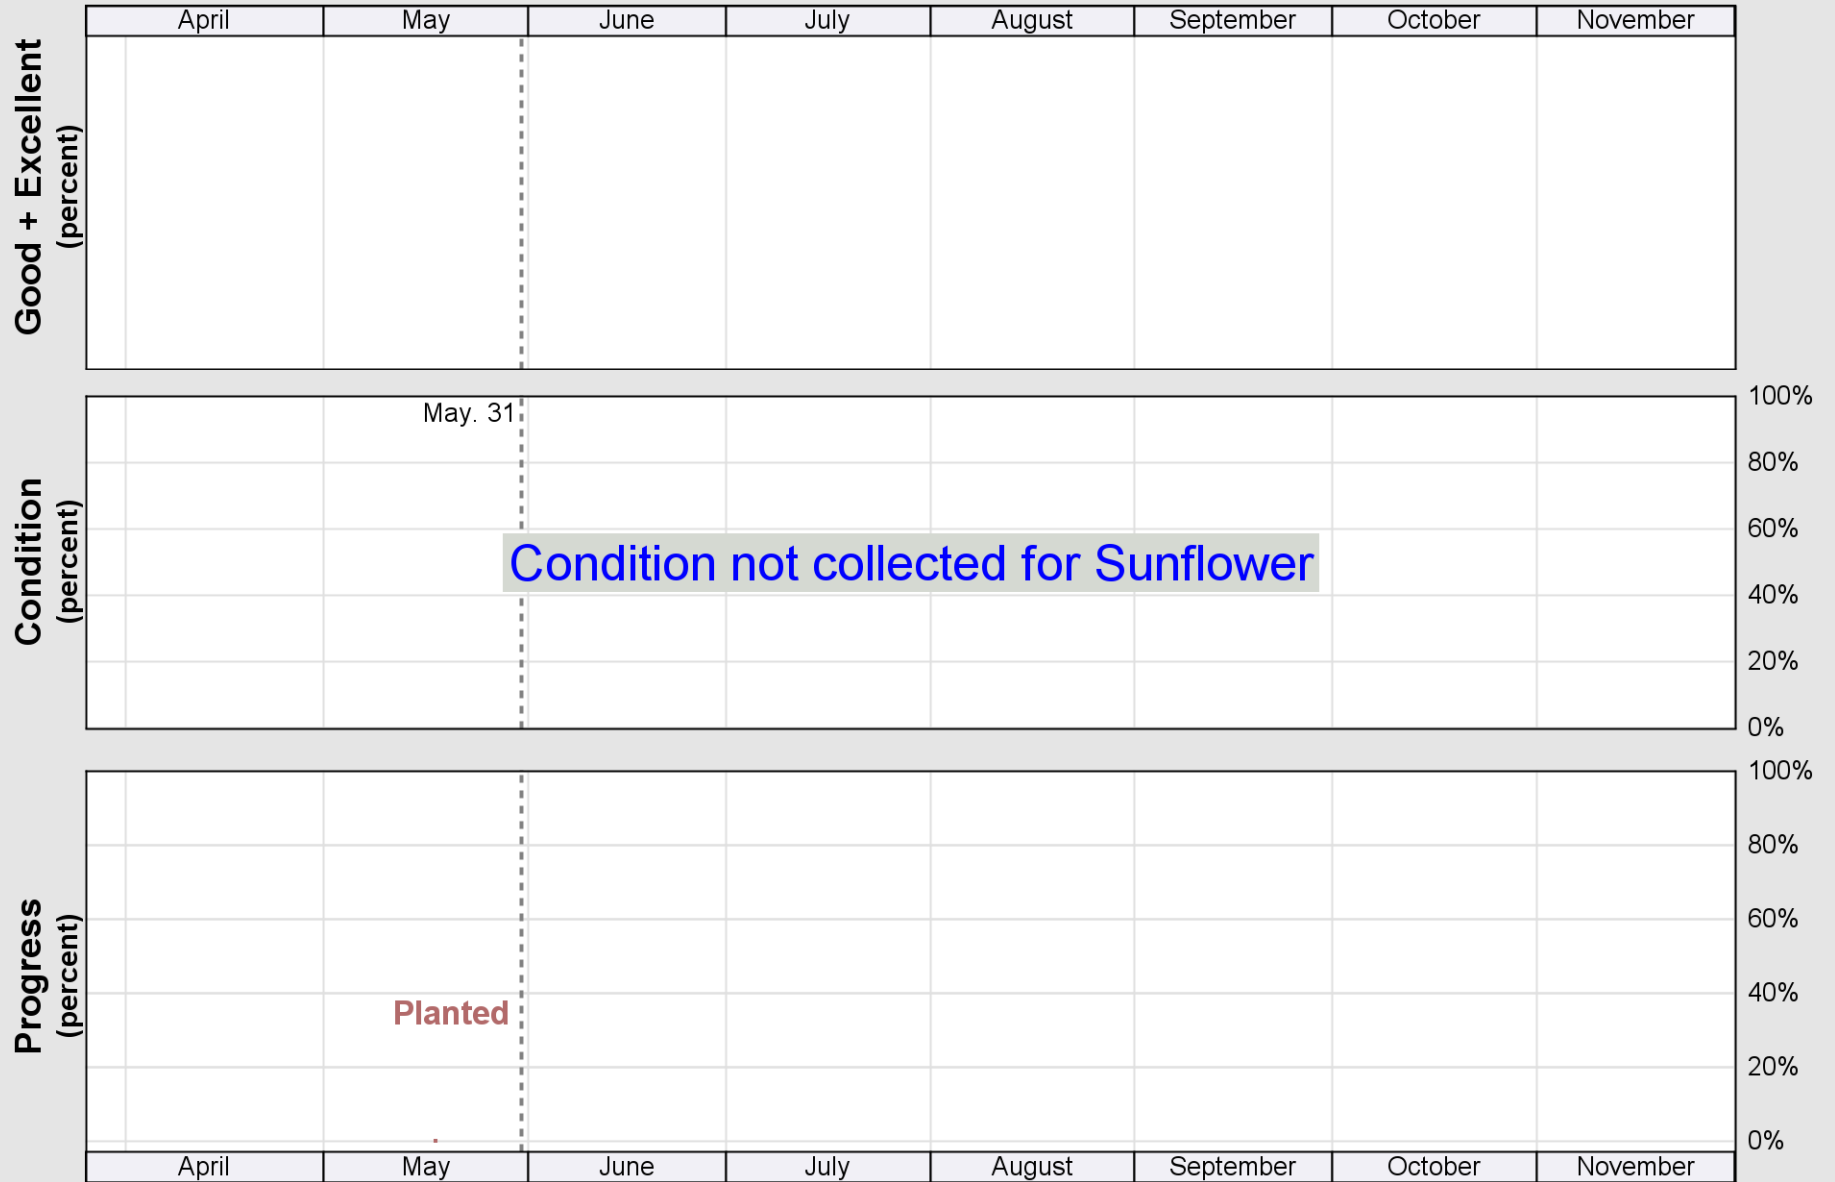 April May June July August September October November
Good + Excellent
(percent)
May. 31
Condition
(percent)
Condition not collected for Sunflower
100%
80%
60%
40%
20%
0%
Progress
(percent)
Planted
100%
80%
60%
40%
20%
0%
April May June July August September October November